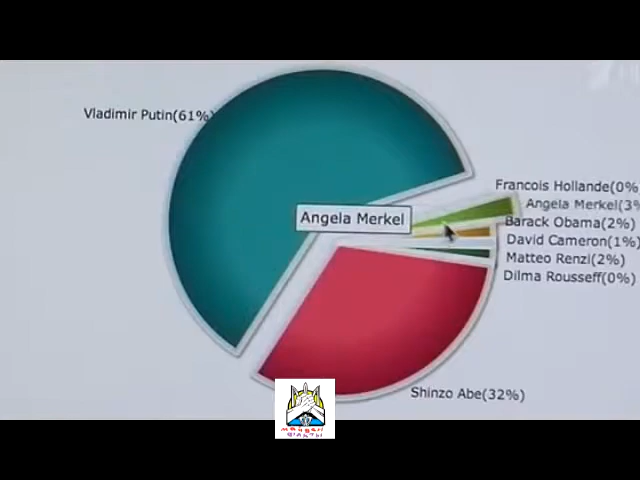 Vladimir Putin(61%)
Francois Hollande(0%
Angela Merkel(3%
Angela Merkel
Barack Obama(2%)
David Cameron(1%)
Matteo Renzi(2%)
Dilma Rousseff(0%)
Shinzo Abe(32%)